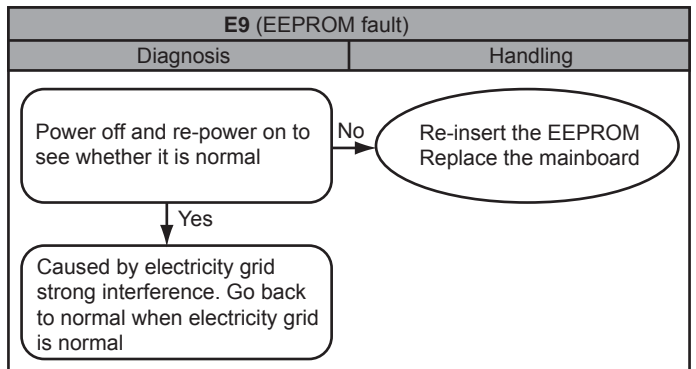 E9 (EEPROM fault)
Diagnosis
Handling
Power off and re-power on to
see whether it is normal
No
Re-insert the EEPROM
Replace the mainboard
Yes
Caused by electricity grid
strong interference. Go back
to normal when electricity grid
is normal